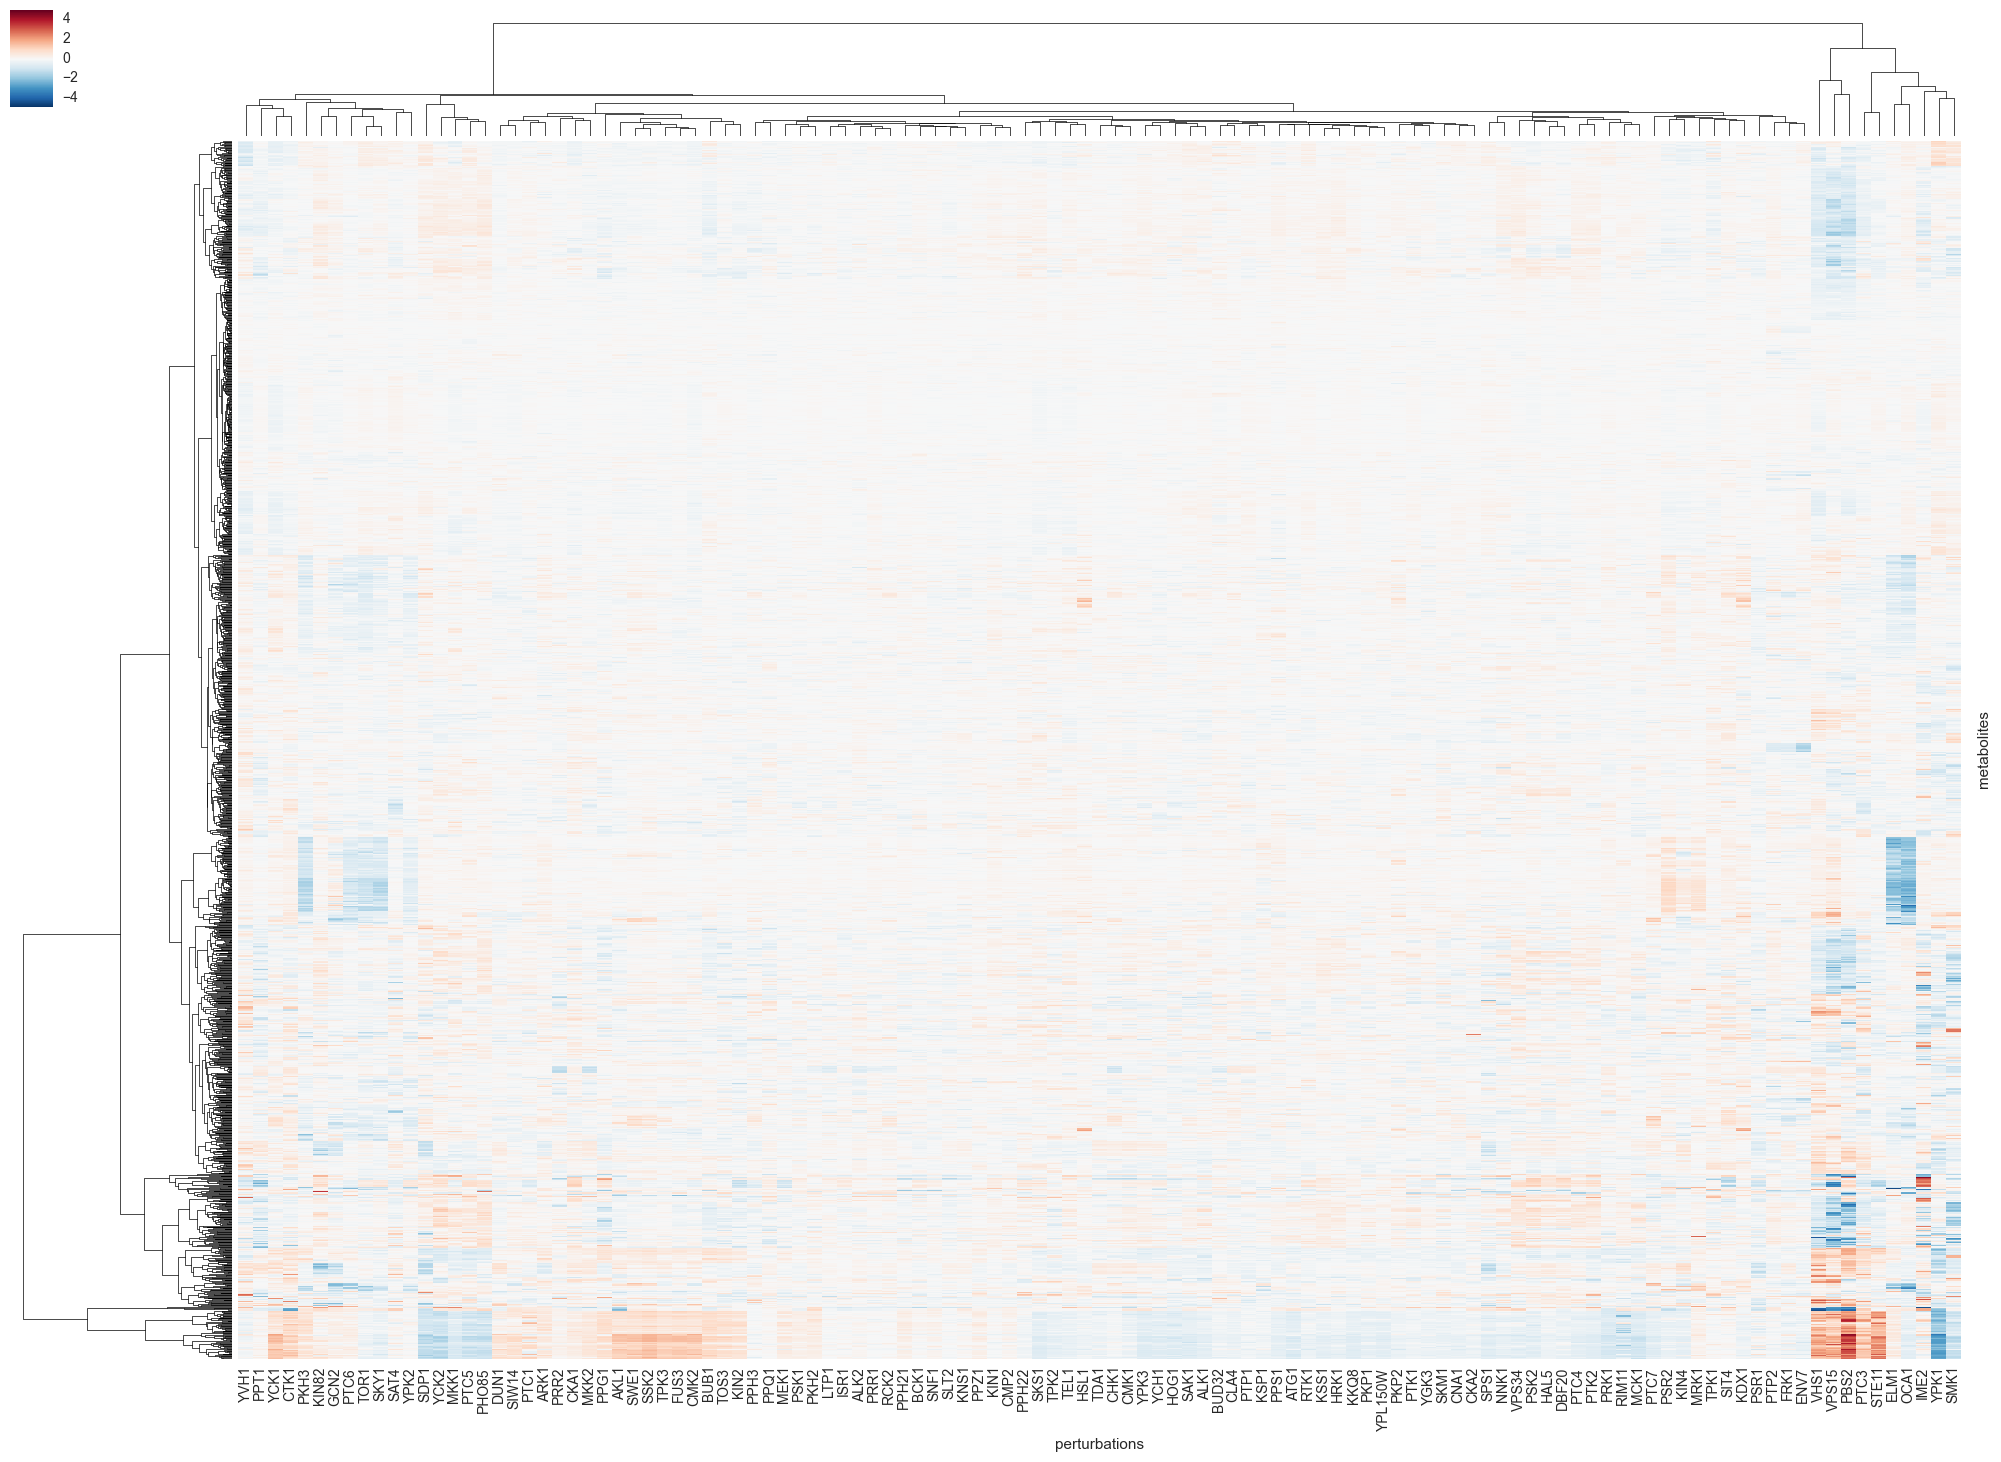 4
2
0
−2
−4
metabolites
YVH1
PPT1
YCK1
CTK1
PKH3
KIN82
GCN2
PTC6
TOR1
SKY1
SAT4
YPK2
SDP1
YCK2
MKK1
PTC5
PHO85
DUN1
SIW14
PTC1
ARK1
PRR2
CKA1
MKK2
PPG1
AKL1
SWE1
SSK2
TPK3
FUS3
CMK2
BUB1
TOS3
KIN2
PPH3
PPQ1
MEK1
PSK1
PKH2
LTP1
ISR1
ALK2
PRR1
RCK2
PPH21
BCK1
SNF1
SLT2
KNS1
PPZ1
KIN1
CMP2
PPH22
SKS1
TPK2
TEL1
HSL1
TDA1
CHK1
CMK1
YPK3
YCH1
HOG1
SAK1
ALK1
BUD32
CLA4
PTP1
KSP1
PPS1
ATG1
RTK1
KSS1
HRK1
KKQ8
PKP1
YPL150W
PKP2
PTK1
YGK3
SKM1
CNA1
CKA2
SPS1
NNK1
VPS34
PSK2
HAL5
DBF20
PTC4
PTK2
PRK1
RIM11
MCK1
PTC7
PSR2
KIN4
MRK1
TPK1
SIT4
KDX1
PSR1
PTP2
FRK1
ENV7
VHS1
VPS15
PBS2
PTC3
STE11
ELM1
OCA1
IME2
YPK1
SMK1
perturbations